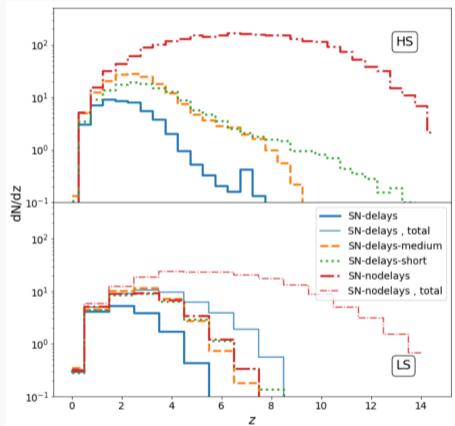 HS
10²
10¹
10⁰
10⁻¹
dN/dz
SN-delays
SN-delays , total
SN-delays-medium
SN-delays-short
SN-nodelays
SN-nodelays , total
10²
10¹
10⁰
10⁻¹
LS
0 2 4 6 8 10 12 14
z